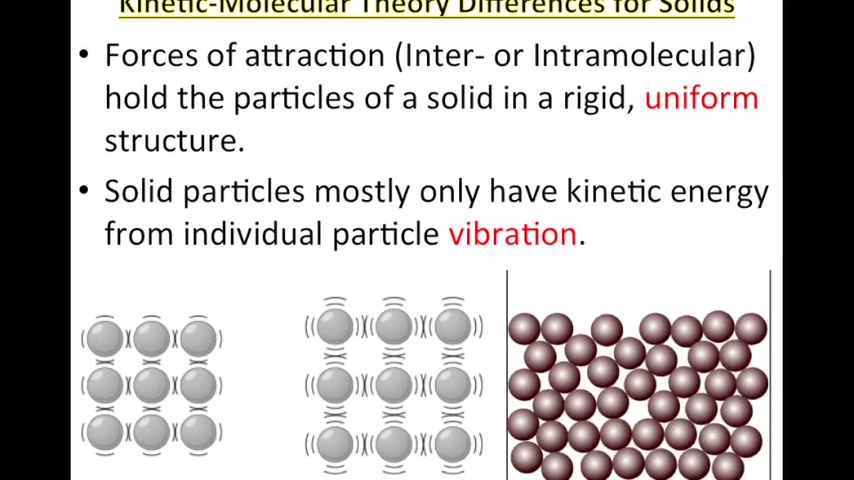 Kinetic-Molecular Theory Differences for Solids
• Forces of attraction (Inter- or Intramolecular)
hold the particles of a solid in a rigid, uniform
structure.
• Solid particles mostly only have kinetic energy
from individual particle vibration.